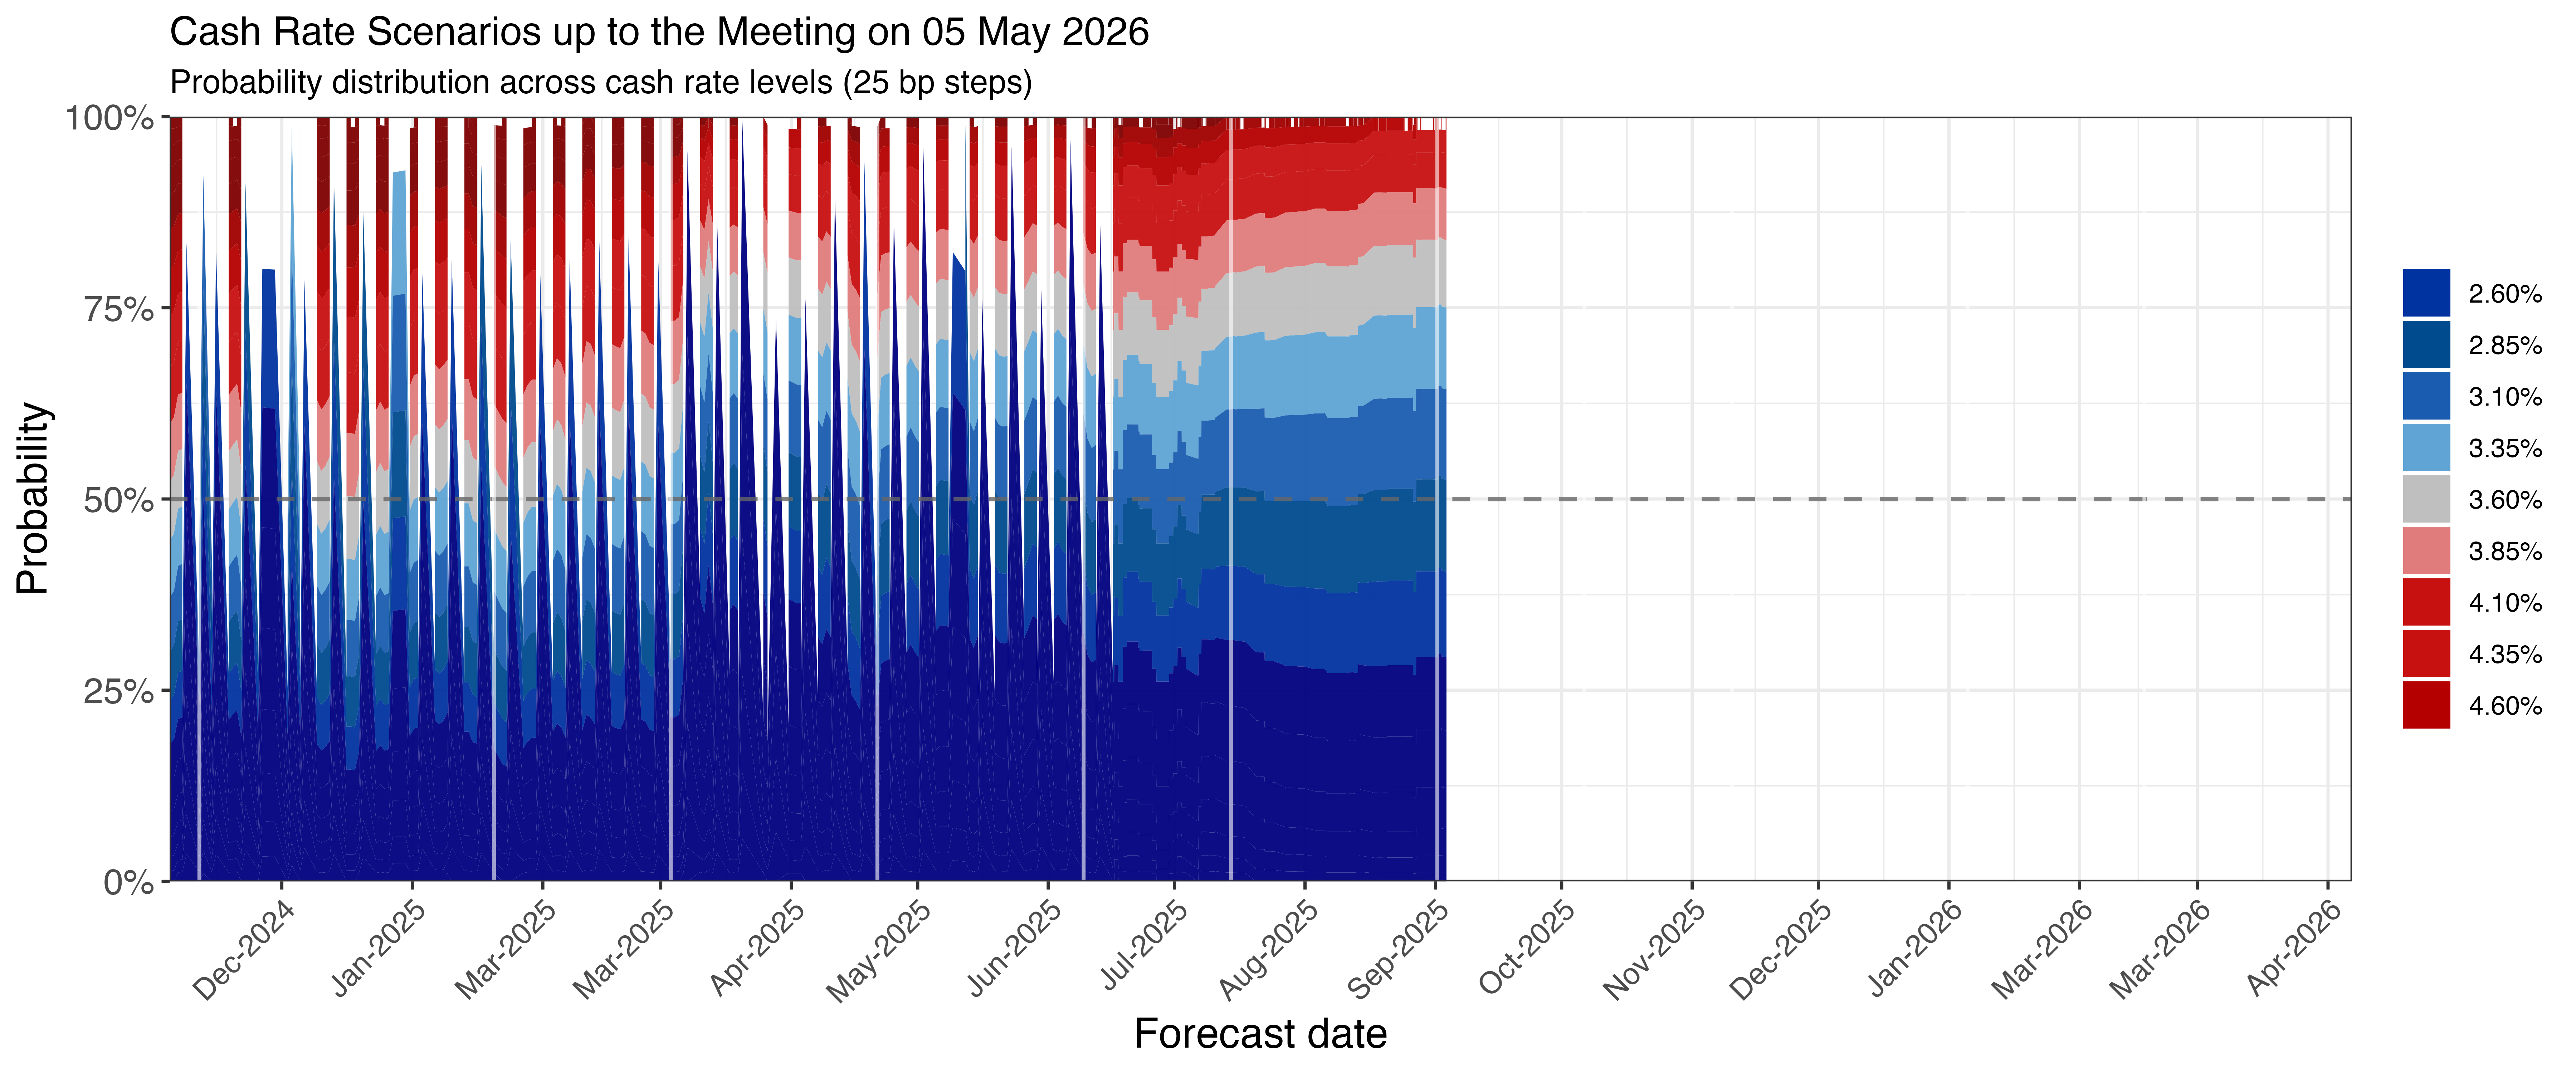 Cash Rate Scenarios up to the Meeting on 05 May 2026
Probability distribution across cash rate levels (25 bp steps)
Probability
100%
75%
50%
25%
0%
Dec-2024
Jan-2025
Mar-2025
Mar-2025
Apr-2025
May-2025
Jun-2025
Jul-2025
Aug-2025
Sep-2025
Oct-2025
Nov-2025
Dec-2025
Jan-2026
Mar-2026
Mar-2026
Apr-2026
Forecast date
2.60%
2.85%
3.10%
3.35%
3.60%
3.85%
4.10%
4.35%
4.60%